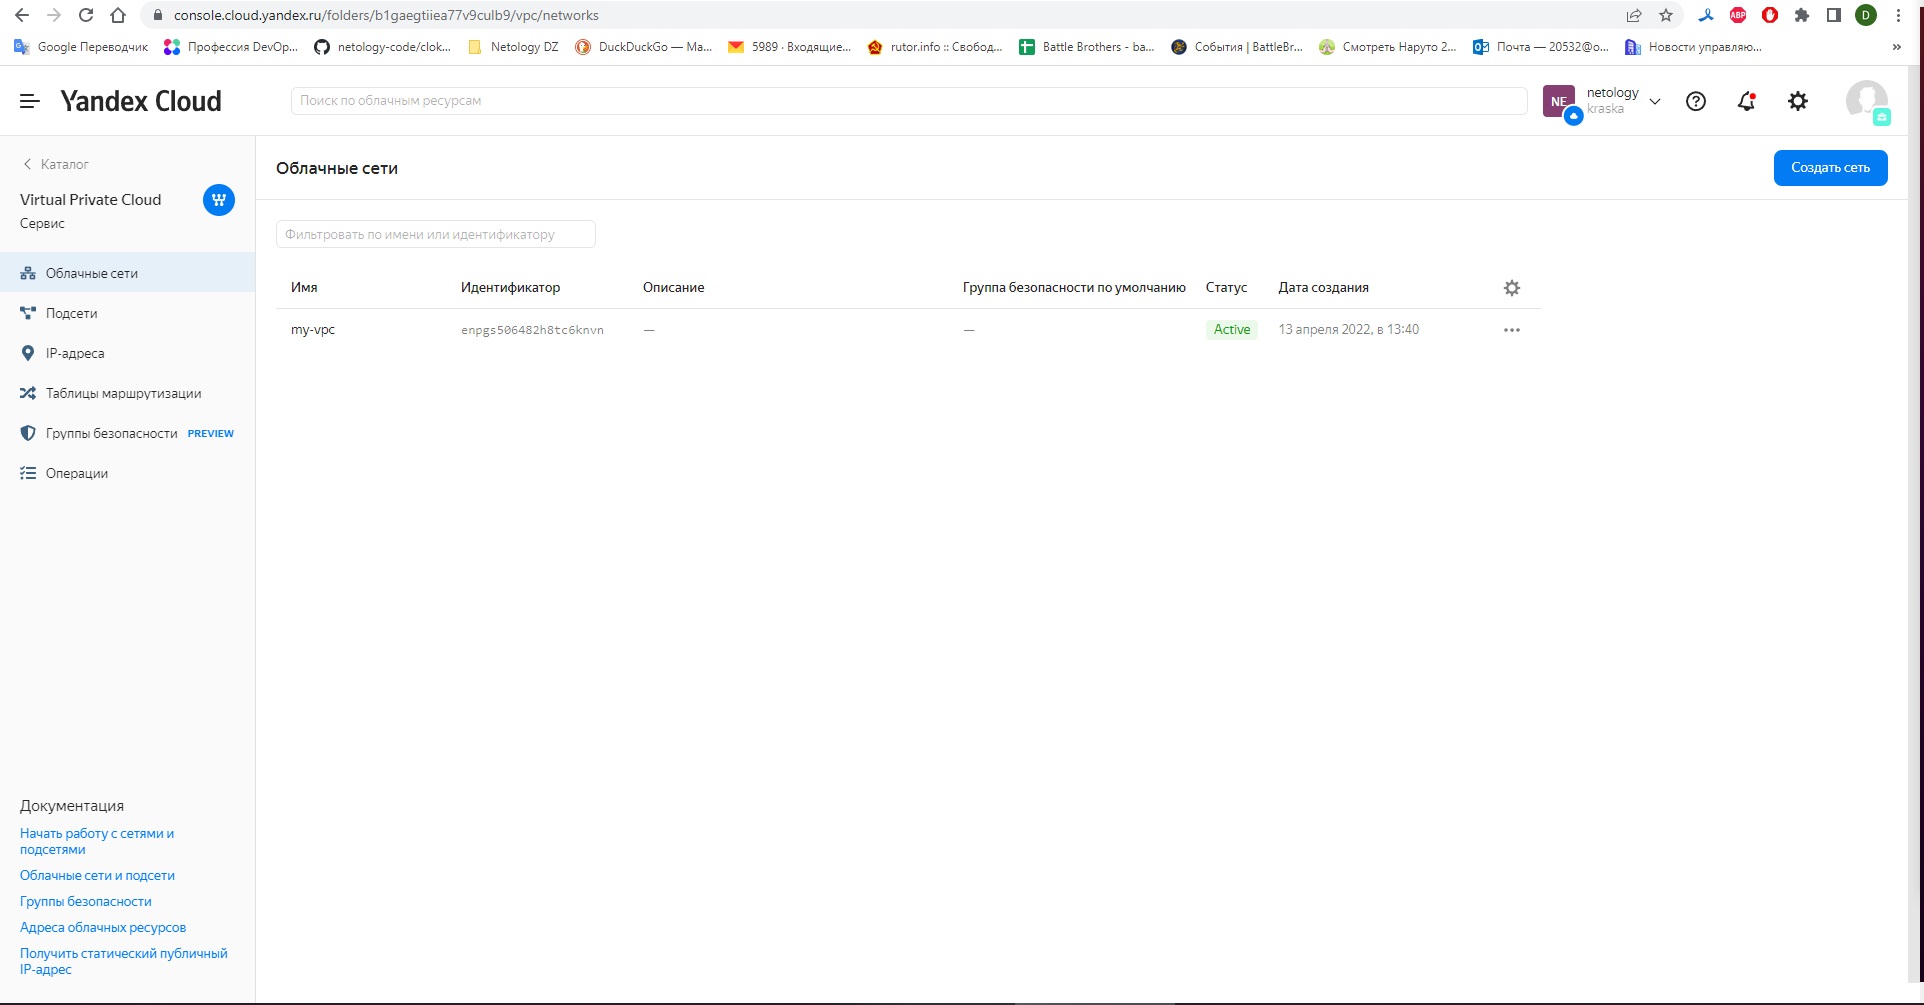 console.cloud.yandex.ru/folders/b1gaegtiiea77v9culb9/vpc/networks
ABP
D
Google Переводчик
Профессия DevOp...
netology-code/clok...
Netology DZ
DuckDuckGo — Ma...
5989 · Входящие...
rutor.info :: Свобод...
Battle Brothers - ba...
События | BattleBr...
Смотреть Наруто 2...
Почта — 20532@o...
Новости управляю...
»
Yandex Cloud
Поиск по облачным ресурсам
NE
netology
kraska
Каталог
Virtual Private Cloud
Сервис
Облачные сети
Подсети
IP-адреса
Таблицы маршрутизации
Группы безопасности PREVIEW
Операции
Облачные сети
Создать сеть
Фильтровать по имени или идентификатору
Имя Идентификатор Описание Группа безопасности по умолчанию Статус Дата создания
my-vpc enpgs506482h8tc6knvn — — Active 13 апреля 2022, в 13:40
Документация
Начать работу с сетями и
подсетями
Облачные сети и подсети
Группы безопасности
Адреса облачных ресурсов
Получить статический публичный
IP-адрес